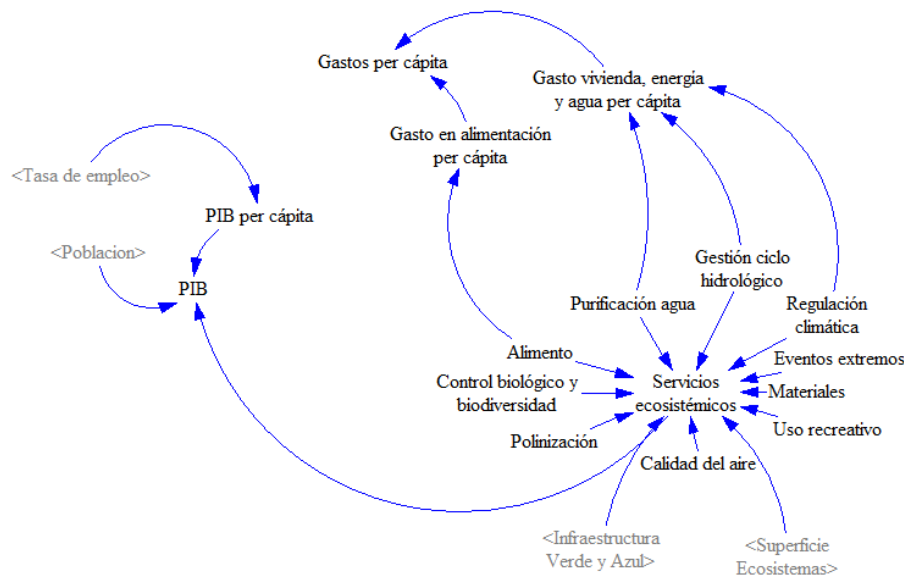 Gastos per cápita
Gasto vivienda, energia
y agua per cápita
Gasto en alimentación
per cápita
<Tasa de empleo>
PIB per cápita
<Poblacion>
PIB
Gestión ciclo
hidrológico
Purificación agua
Regulación
climática
Alimento
Eventos extremos
Control biológico y
biodiversidad
Servicios
ecosistémicos
Materiales
Polinización
Uso recreativo
Calidad del aire
<Infraestructura
Verde y Azul>
<Superficie
Ecosistemas>